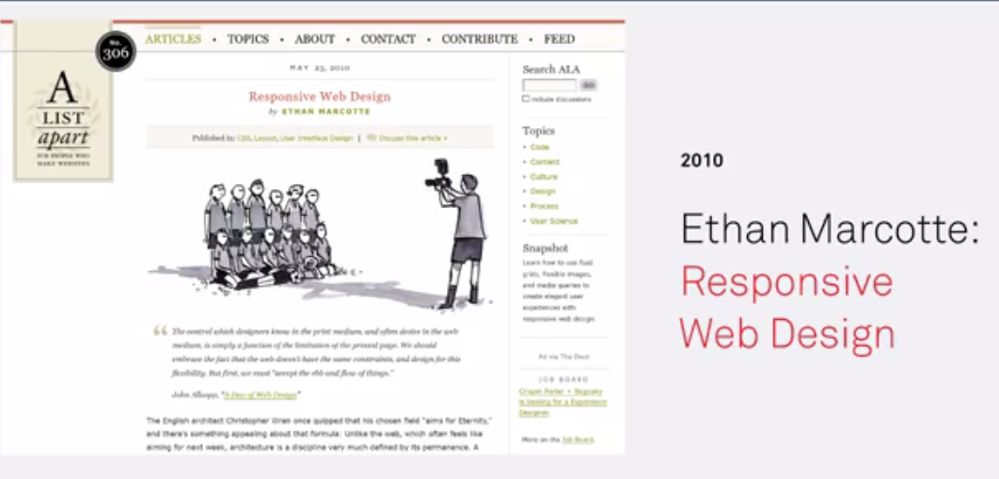 No.
306
A
LIST
apart
FOR PEOPLE WHO
MAKE WEBSITES
ARTICLES • TOPICS • ABOUT • CONTACT • CONTRIBUTE • FEED
MAY 25, 2010
Responsive Web Design
by ETHAN MARCOTTE
Published in: CSS, Layout, User Interface Design | Discuss this article »
“ The control which designers know in the print medium, and often desire in the web
medium, is simply a function of the limitation of the printed page. We should
embrace the fact that the web doesn’t have the same constraints, and design for this
flexibility. But first, we must “accept the ebb and flow of things.”
John Allsopp, “A Dao of Web Design”
The English architect Christopher Wren once quipped that his chosen field “aims for Eternity,”
and there’s something appealing about that formula: Unlike the web, which often feels like
aiming for next week, architecture is a discipline very much defined by its permanence. A
Search ALA
GO
include discussions
Topics
• Code
• Content
• Culture
• Design
• Process
• User Science
Snapshot
Learn how to use fluid
grids, flexible images,
and media queries to
create elegant user
experiences with
responsive web design.
Ad via The Deck
JOB BOARD
Crispin Porter + Bogusky
is looking for a Experience
Designer.
More on the Job Board.
2010
Ethan Marcotte:
Responsive
Web Design